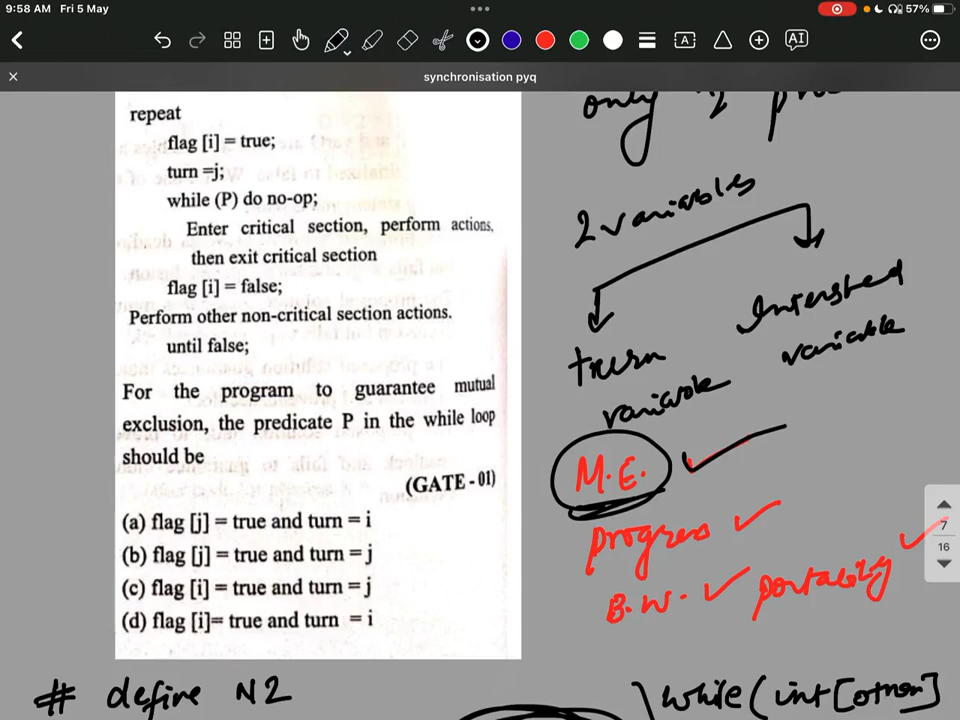 9:58 AM Fri 5 May
57%
A
AI
synchronisation pyq
repeat
flag [i] = true;
turn =j;
while (P) do no-op;
Enter critical section, perform actions,
then exit critical section
flag [i] = false;
Perform other non-critical section actions.
until false;
For the program to guarantee mutual
exclusion, the predicate P in the while loop
should be
(GATE - 01)
(a) flag [j] = true and turn = i
(b) flag [j] = true and turn = j
(c) flag [i] = true and turn = j
(d) flag [i]= true and turn = i
only
2 variables
turn
variable
Intersted
variable
M.E.
progress
B.W.
portability
7
16
# define N 2
while (int [other]